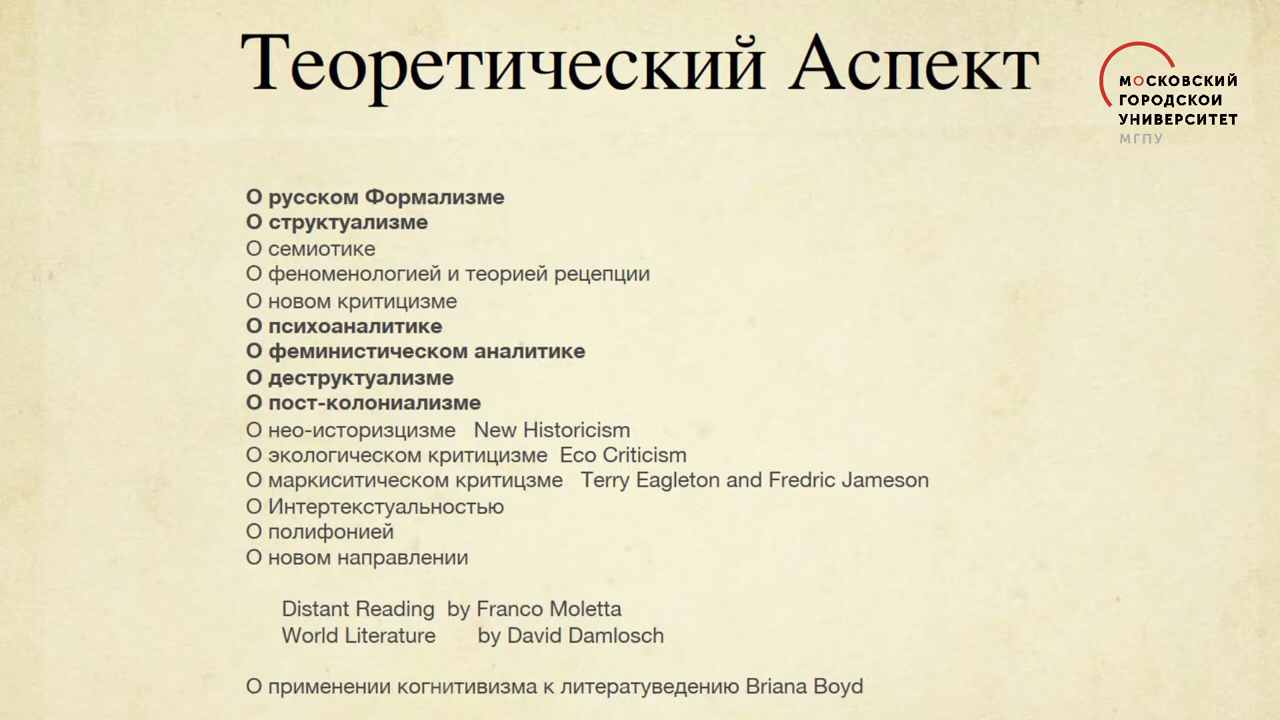 Теоретический Аспект
МОСКОВСКИЙ
ГОРОДСКОЙ
УНИВЕРСИТЕТ
МГПУ
О русском Формализме
О структуализме
О семиотике
О феноменологией и теорией рецепции
О новом критицизме
О психоаналитике
О феминистическом аналитике
О деструктуализме
О пост-колониализме
О нео-историзцизме New Historicism
О экологическом критицизме Eco Criticism
О маркиситическом критицзме Terry Eagleton and Fredric Jameson
О Интертекстуальностью
О полифонией
О новом направлении
Distant Reading by Franco Moletta
World Literature by David Damlosch
О применении когнитивизма к литератуведению Briana Boyd